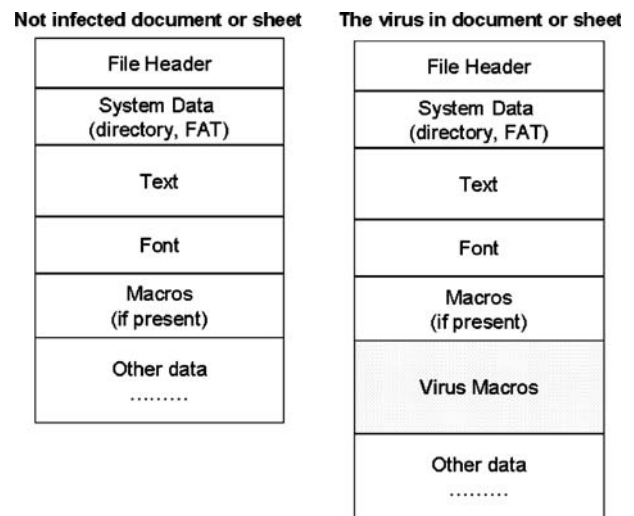 Not infected document or sheet
File Header
System Data
(directory, FAT)
Text
Font
Macros
(if present)
Other data
.........
The virus in document or sheet
File Header
System Data
(directory, FAT)
Text
Font
Macros
(if present)
Virus Macros
Other data
.........